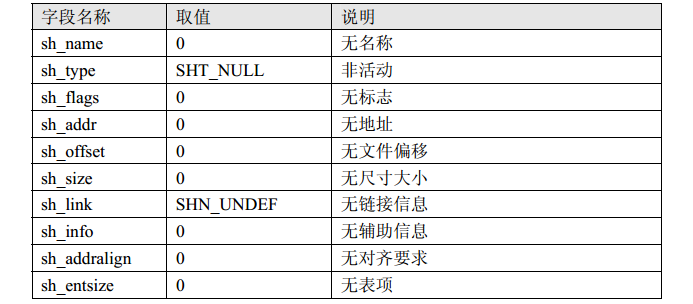 字段名称 取值 说明
sh_name 0 无名称
sh_type SHT_NULL 非活动
sh_flags 0 无标志
sh_addr 0 无地址
sh_offset 0 无文件偏移
sh_size 0 无尺寸大小
sh_link SHN_UNDEF 无链接信息
sh_info 0 无辅助信息
sh_addralign 0 无对齐要求
sh_entsize 0 无表项